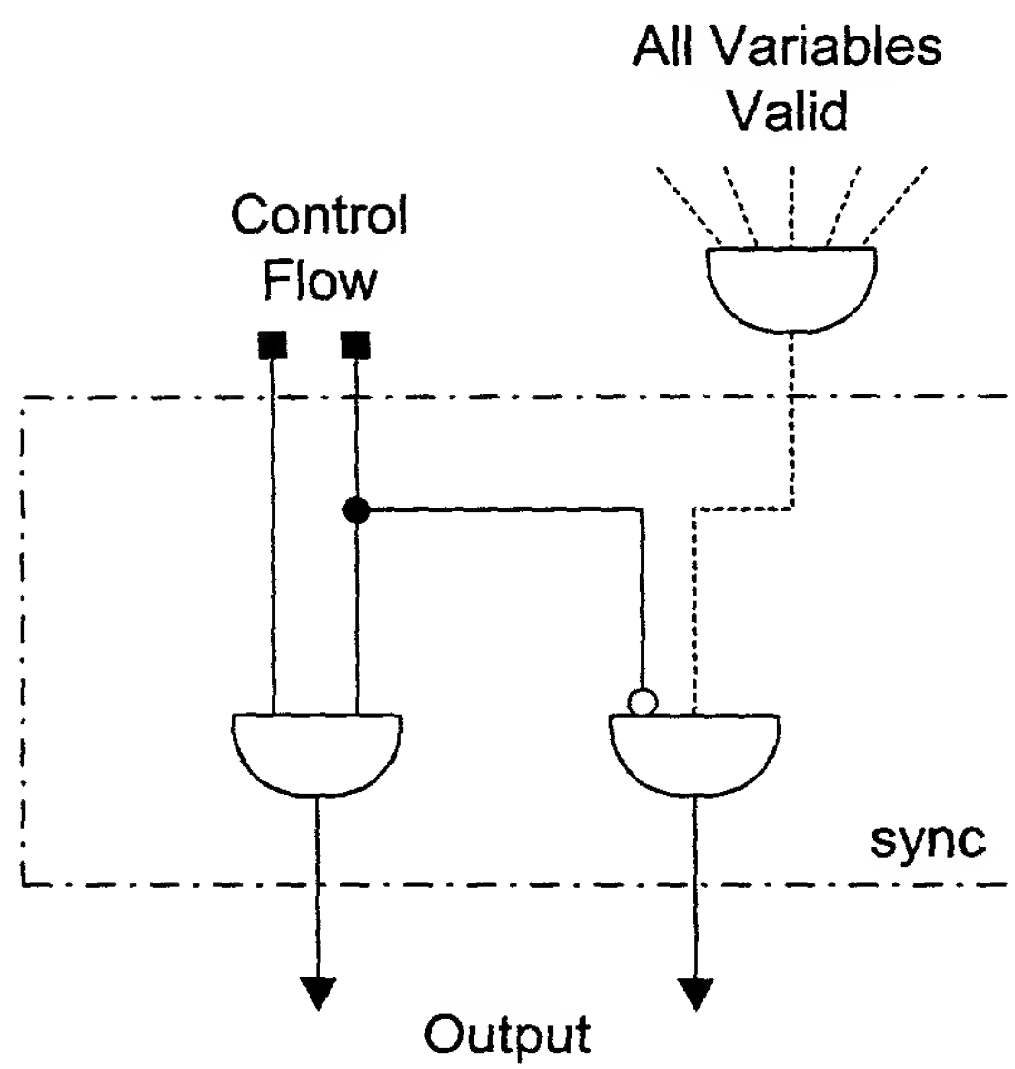 All Variables
Valid
Control
Flow
sync
Output